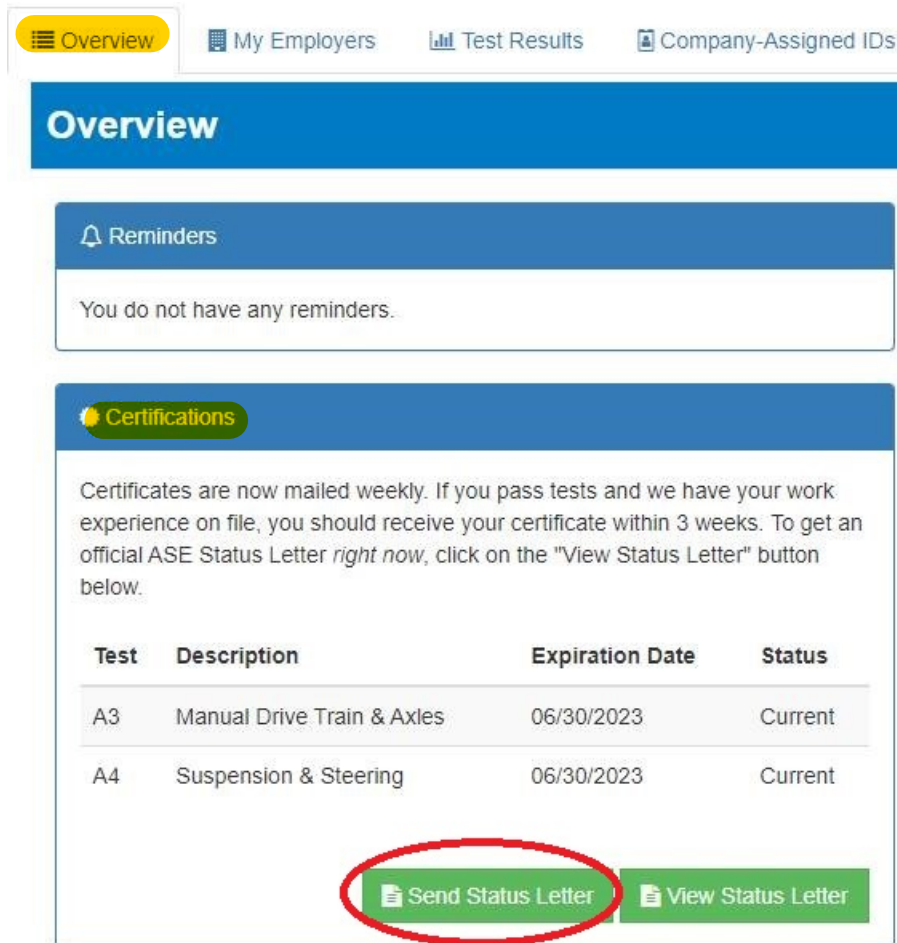 Overview My Employers Test Results Company-Assigned IDs
Overview
Reminders
You do not have any reminders.
Certifications
Certificates are now mailed weekly. If you pass tests and we have your work
experience on file, you should receive your certificate within 3 weeks. To get an
official ASE Status Letter right now, click on the "View Status Letter" button
below.
Test Description Expiration Date Status
A3 Manual Drive Train & Axles 06/30/2023 Current
A4 Suspension & Steering 06/30/2023 Current
Send Status Letter View Status Letter